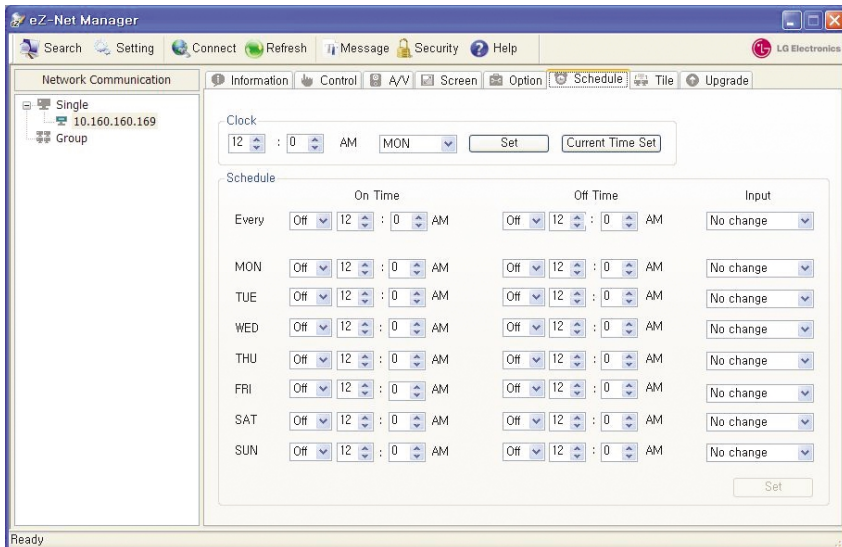 eZ-Net Manager
Search Setting Connect Refresh Message Security Help LG LG Electronics
Network Communication
Information Control A/V Screen Option Schedule Tile Upgrade
Single
10.160.160.169
Group
Clock
12 : 0 AM MON Set Current Time Set
Schedule
On Time Off Time Input
Every Off 12 : 0 AM Off 12 : 0 AM No change
MON Off 12 : 0 AM Off 12 : 0 AM No change
TUE Off 12 : 0 AM Off 12 : 0 AM No change
WED Off 12 : 0 AM Off 12 : 0 AM No change
THU Off 12 : 0 AM Off 12 : 0 AM No change
FRI Off 12 : 0 AM Off 12 : 0 AM No change
SAT Off 12 : 0 AM Off 12 : 0 AM No change
SUN Off 12 : 0 AM Off 12 : 0 AM No change
Set
Ready